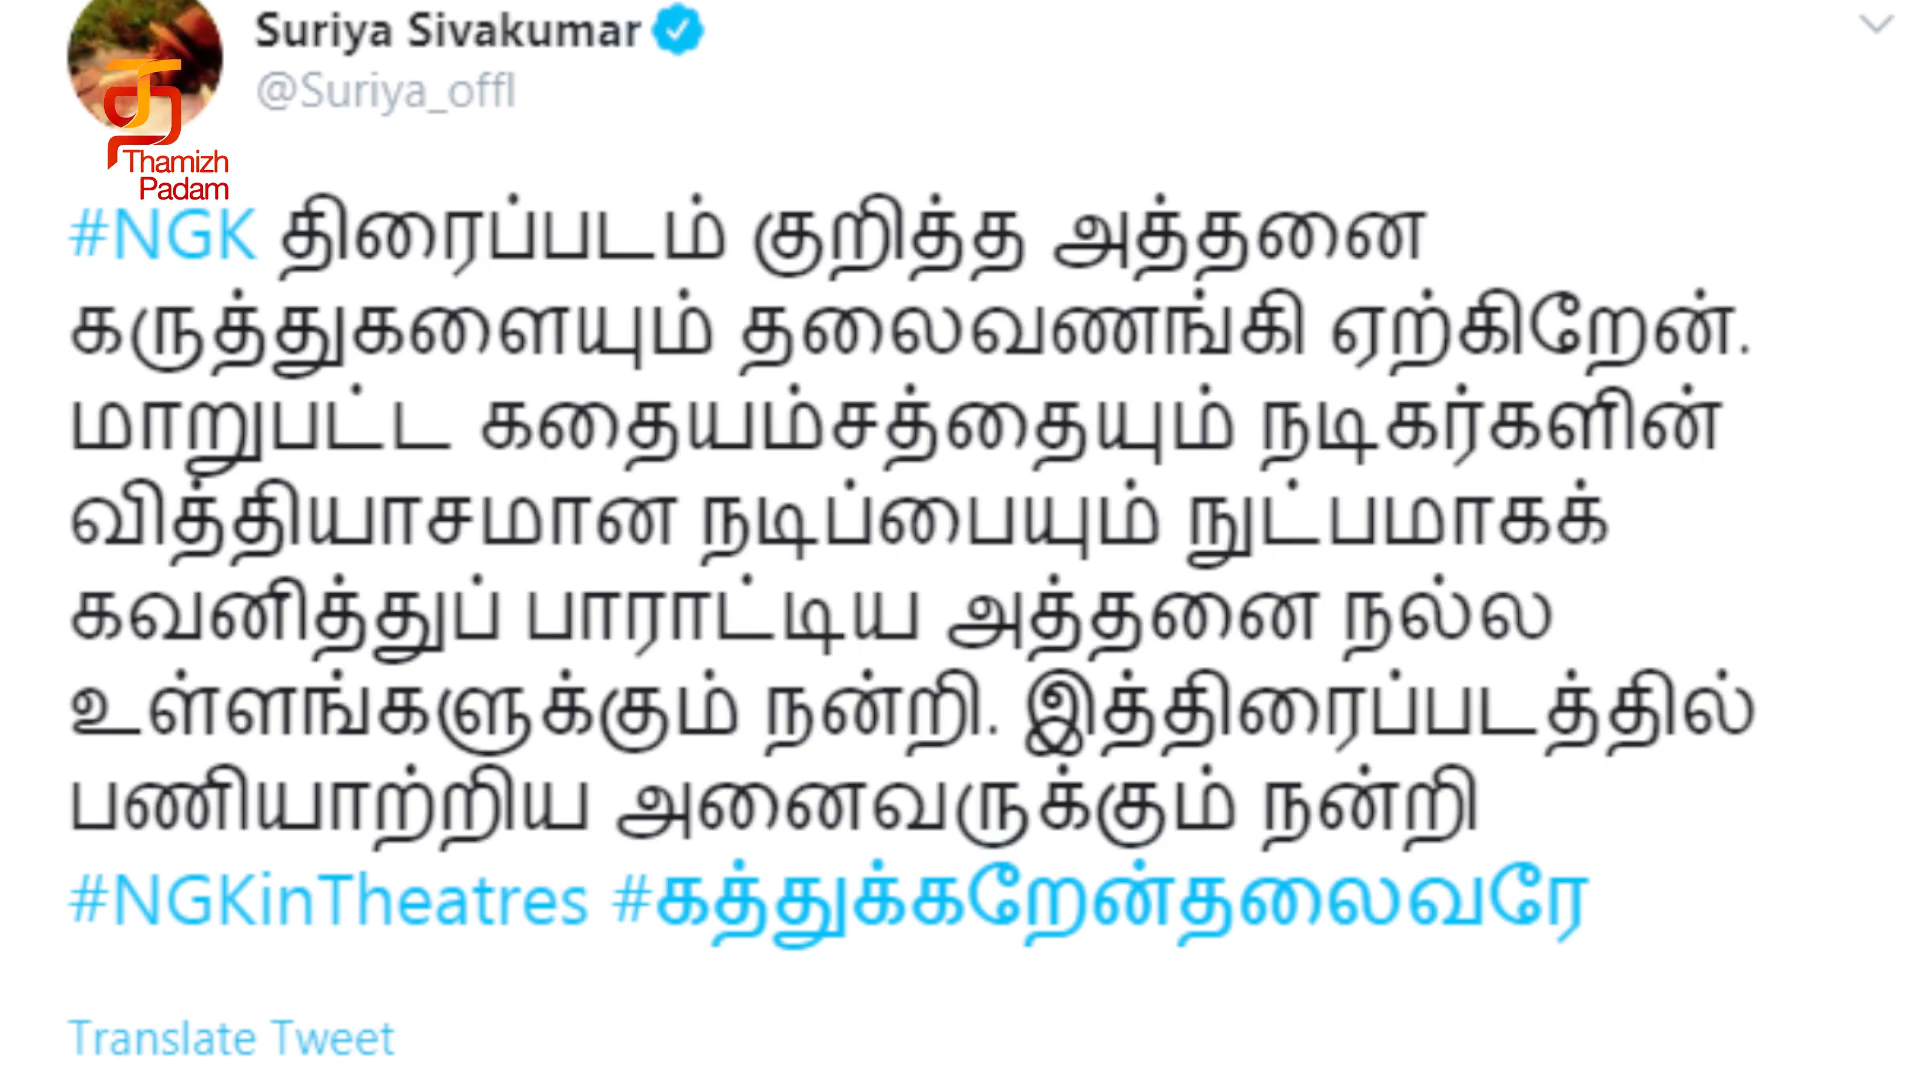 Suriya Sivakumar
@Suriya_offl
Thamizh
Padam
#NGK திரைப்படம் குறித்த அத்தனை
கருத்துகளையும் தலைவணங்கி ஏற்கிறேன்.
மாறுபட்ட கதையம்சத்தையும் நடிகர்களின்
வித்தியாசமான நடிப்பையும் நுட்பமாகக்
கவனித்துப் பாராட்டிய அத்தனை நல்ல
உள்ளங்களுக்கும் நன்றி. இத்திரைப்படத்தில்
பணியாற்றிய அனைவருக்கும் நன்றி
#NGKinTheatres #கத்துக்கறேன்தலைவரே
Translate Tweet